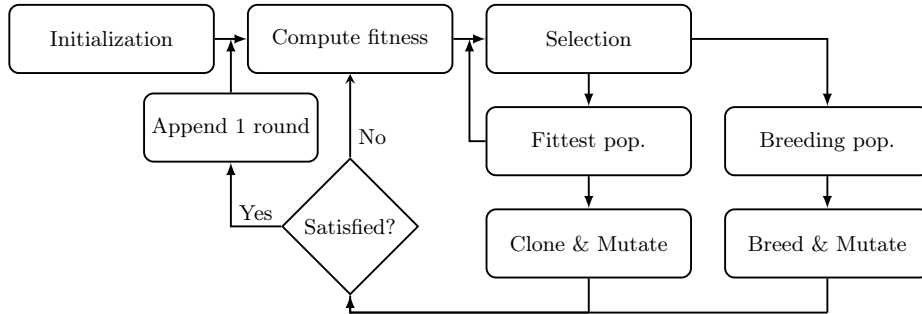 Initialization
Compute fitness
Selection
Append 1 round
Fittest pop.
Breeding pop.
No
Yes
Satisfied?
Clone & Mutate
Breed & Mutate